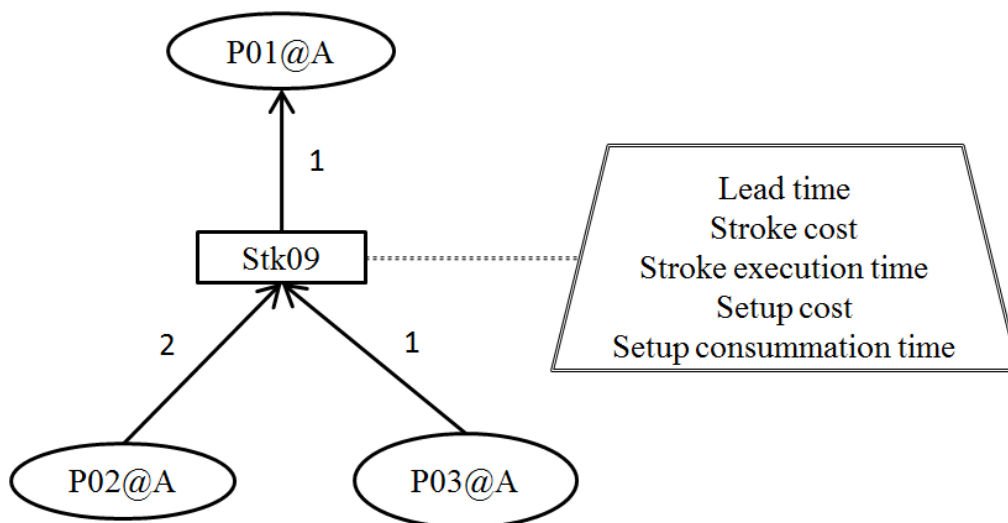 P01@A
1
Stk09
Lead time
Stroke cost
Stroke execution time
Setup cost
Setup consummation time
2
1
P02@A
P03@A